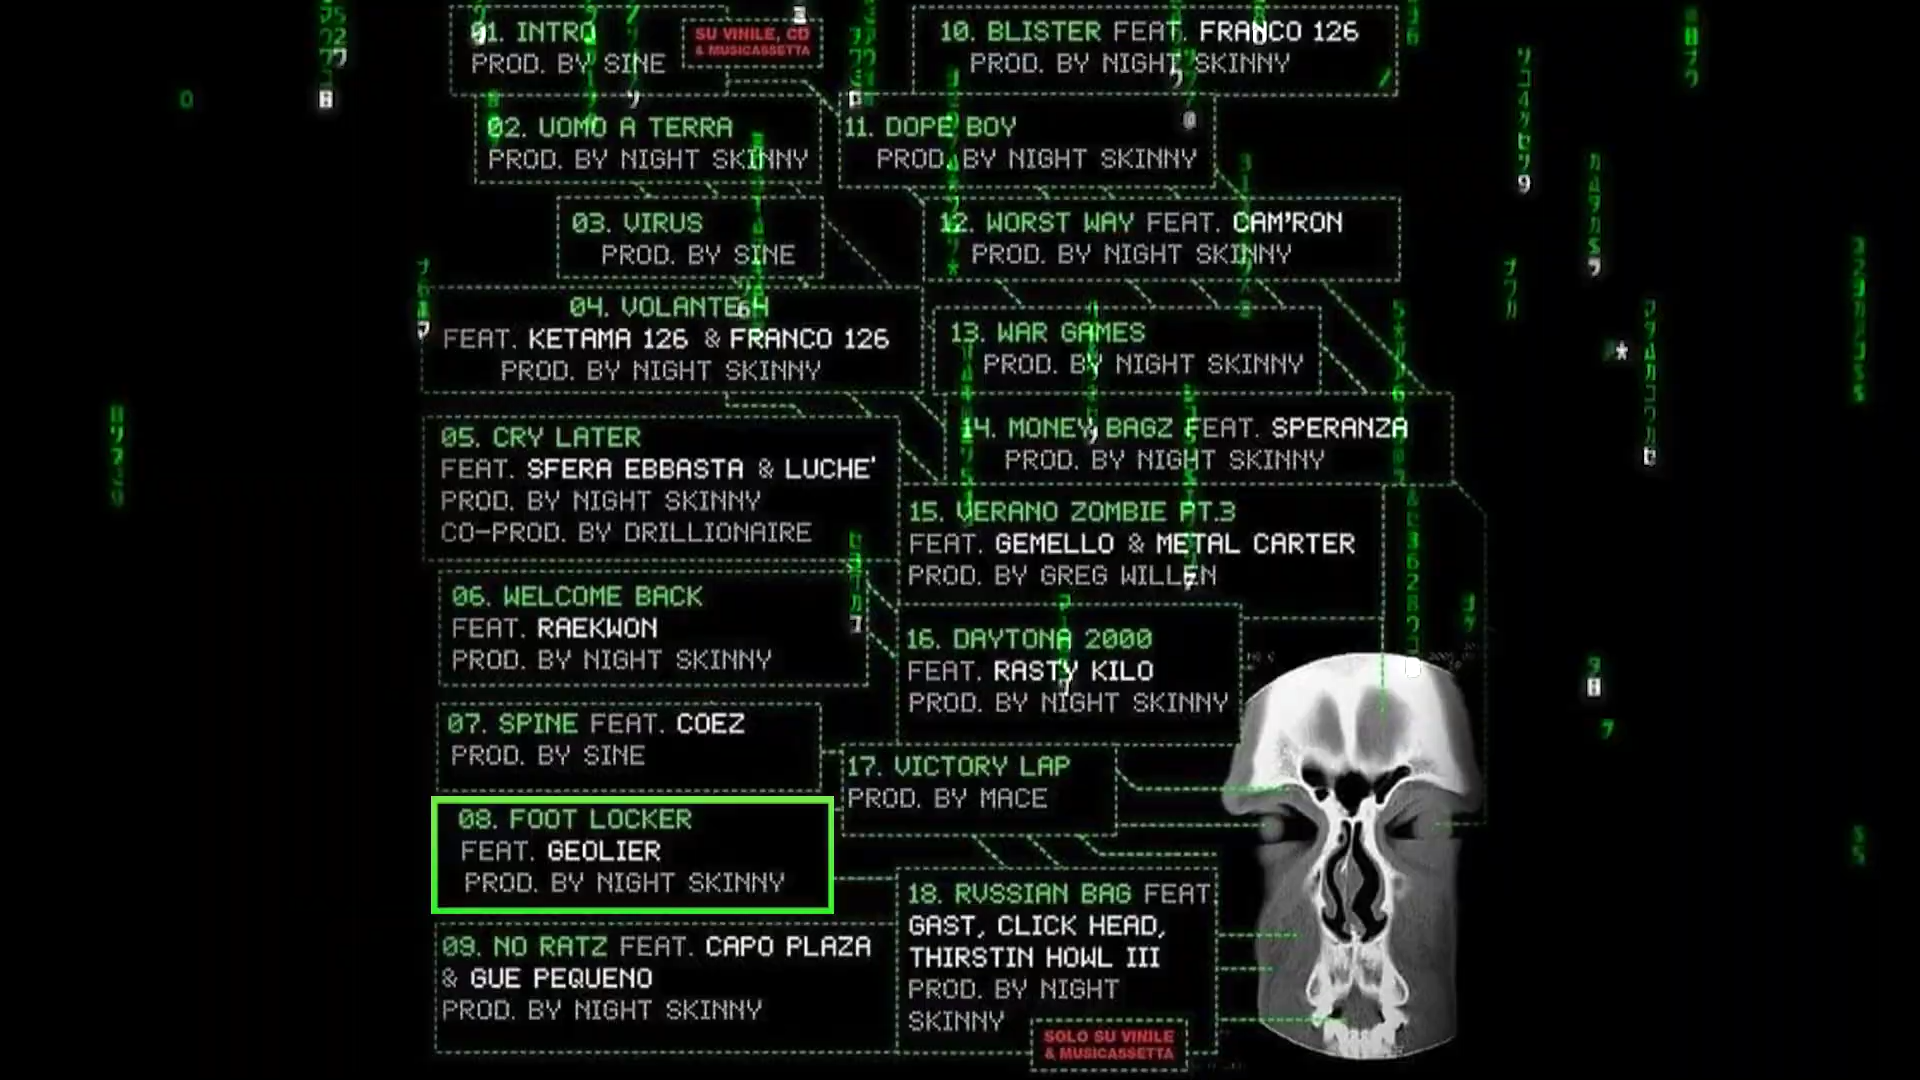 01. INTRO
PROD. BY SINE
SU VINILE, CD
& MUSICASSETTA
02. UOMO A TERRA
PROD. BY NIGHT SKINNY
03. VIRUS
PROD. BY SINE
04. VOLANTE
FEAT. KETAMA 126 & FRANCO 126
PROD. BY NIGHT SKINNY
05. CRY LATER
FEAT. SFERA EBBASTA & LUCHE'
PROD. BY NIGHT SKINNY
CO-PROD. BY DRILLIONAIRE
06. WELCOME BACK
FEAT. RAEKWON
PROD. BY NIGHT SKINNY
07. SPINE FEAT. COEZ
PROD. BY SINE
08. FOOT LOCKER
FEAT. GEOLIER
PROD. BY NIGHT SKINNY
09. NO RATZ FEAT. CAPO PLAZA
& GUE PEQUENO
PROD. BY NIGHT SKINNY
10. BLISTER FEAT. FRANCO 126
PROD. BY NIGHT SKINNY
11. DOPE BOY
PROD. BY NIGHT SKINNY
12. WORST WAY FEAT. CAM'RON
PROD. BY NIGHT SKINNY
13. WAR GAMES
PROD. BY NIGHT SKINNY
14. MONEY BAGZ FEAT. SPERANZA
PROD. BY NIGHT SKINNY
15. VERANO ZOMBIE PT.3
FEAT. GEMELLO & METAL CARTER
PROD. BY GREG WILLEN
16. DAYTONA 2000
FEAT. RASTY KILO
PROD. BY NIGHT SKINNY
17. VICTORY LAP
PROD. BY MACE
18. RVSSIAN BAG FEAT
GAST, CLICK HEAD,
THIRSTIN HOWL III
PROD. BY NIGHT
SKINNY
SOLO SU VINILE
& MUSICASSETTA